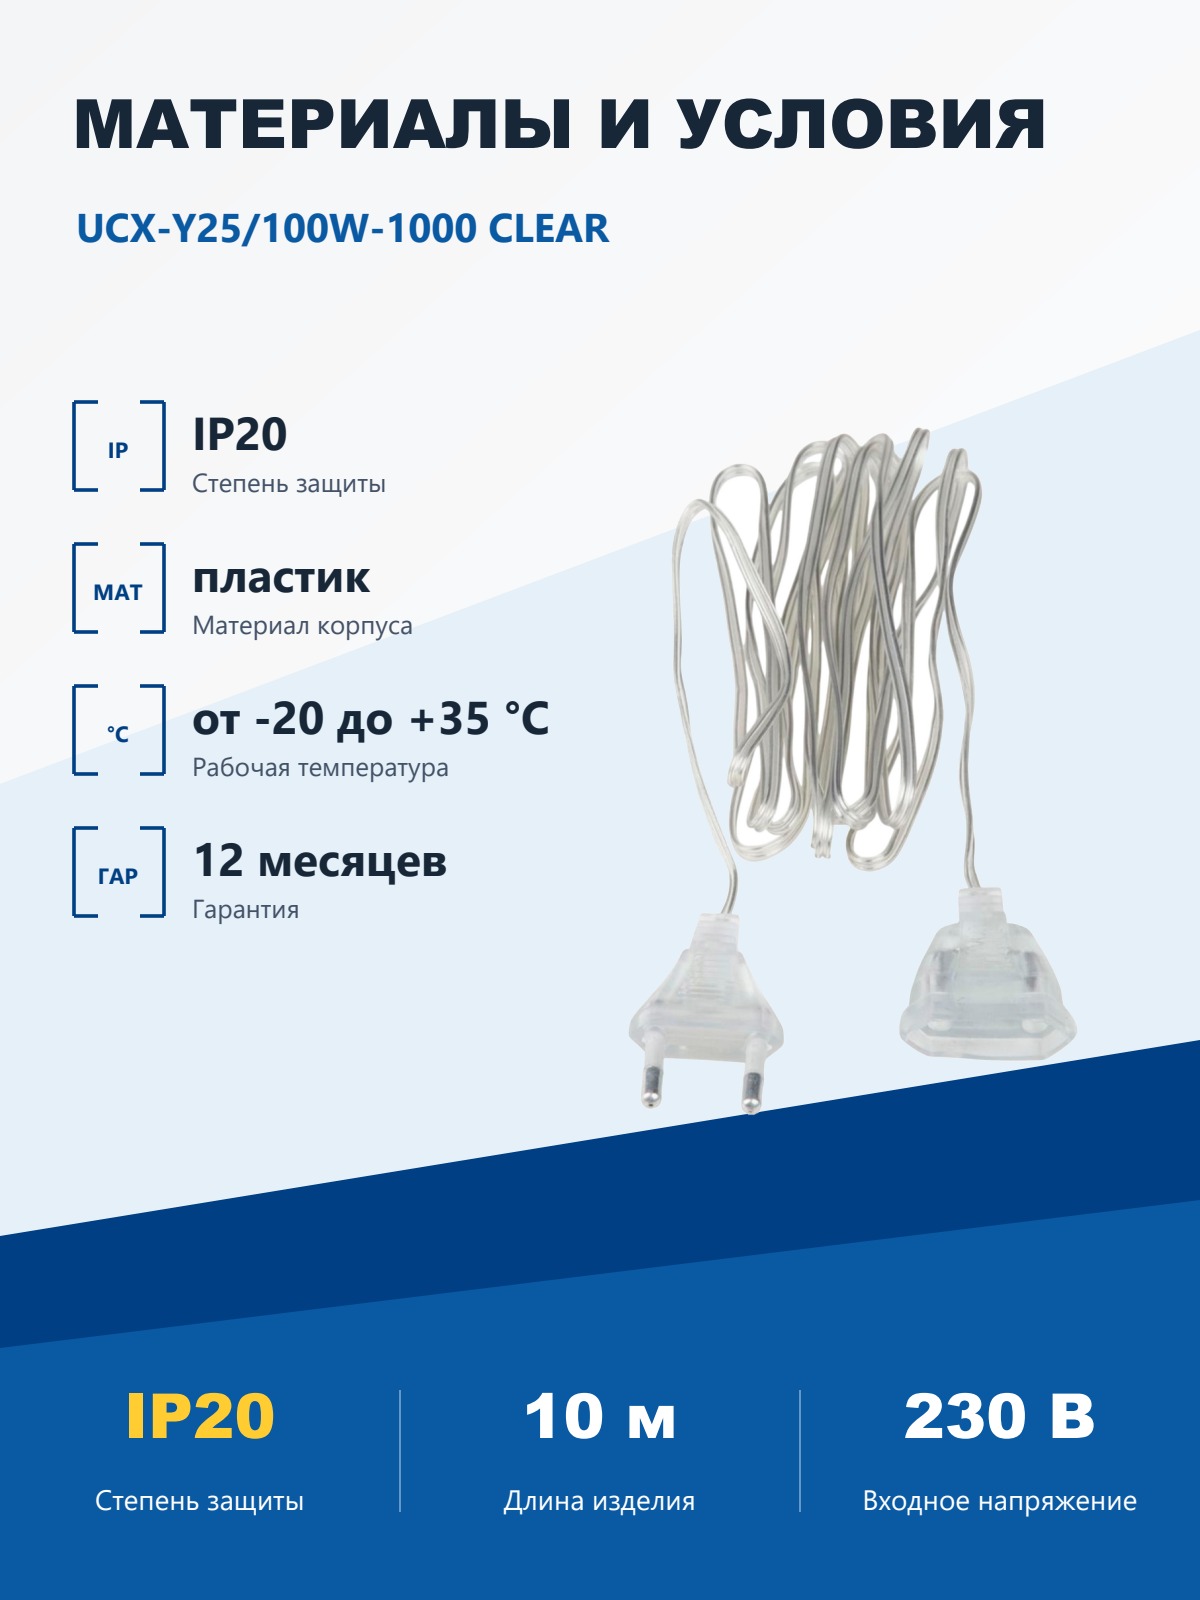 МАТЕРИАЛЫ И УСЛОВИЯ
UCX-Y25/100W-1000 CLEAR
IP
IP20
Степень защиты
МАТ
пластик
Материал корпуса
°C
от -20 до +35 °C
Рабочая температура
ГАР
12 месяцев
Гарантия
IP20
Степень защиты
10 м
Длина изделия
230 В
Входное напряжение